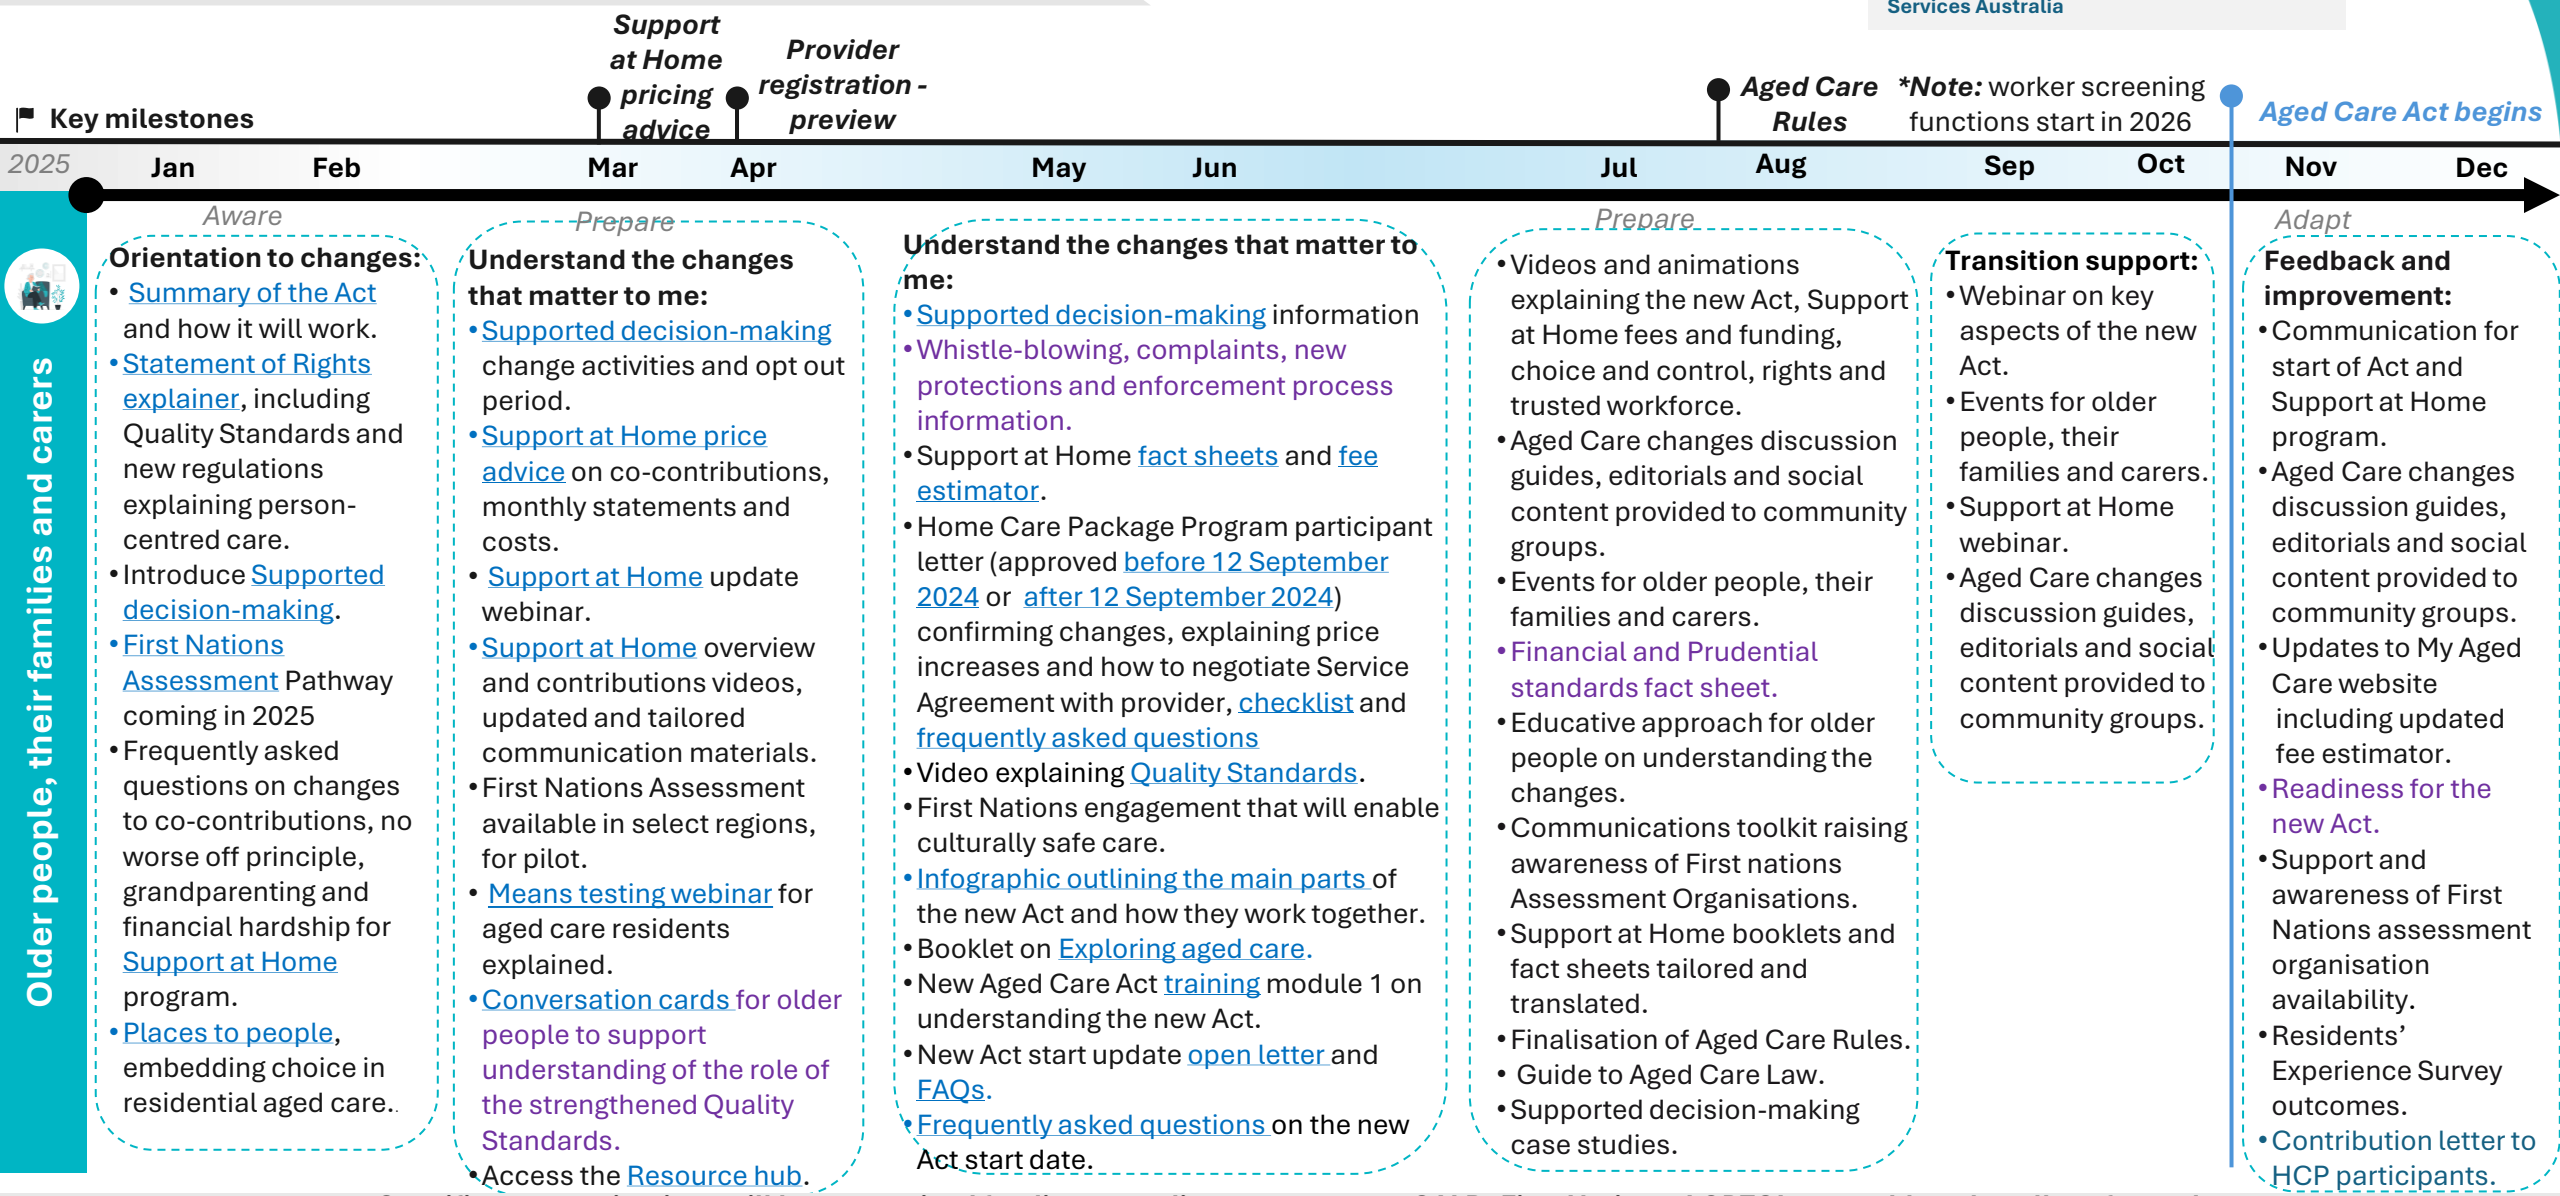 Services Australia
Support
at Home
pricing
advice
Provider
registration -
preview
Aged Care
Rules
*Note: worker screening
functions start in 2026
Aged Care Act begins
Key milestones
2025
Jan
Feb
Mar
Apr
May
Jun
Jul
Aug
Sep
Oct
Nov
Dec
Older people, their families and carers
Aware
Orientation to changes:
• Summary of the Act
and how it will work.
• Statement of Rights
explainer, including
Quality Standards and
new regulations
explaining person-
centred care.
• Introduce Supported
decision-making.
• First Nations
Assessment Pathway
coming in 2025
• Frequently asked
questions on changes
to co-contributions, no
worse off principle,
grandparenting and
financial hardship for
Support at Home
program.
• Places to people,
embedding choice in
residential aged care..
Prepare
Understand the changes
that matter to me:
• Supported decision-making
change activities and opt out
period.
• Support at Home price
advice on co-contributions,
monthly statements and
costs.
• Support at Home update
webinar.
• Support at Home overview
and contributions videos,
updated and tailored
communication materials.
• First Nations Assessment
available in select regions,
for pilot.
• Means testing webinar for
aged care residents
explained.
• Conversation cards for older
people to support
understanding of the role of
the strengthened Quality
Standards.
• Access the Resource hub.
Understand the changes that matter to
me:
• Supported decision-making information
• Whistle-blowing, complaints, new
protections and enforcement process
information.
• Support at Home fact sheets and fee
estimator.
• Home Care Package Program participant
letter (approved before 12 September
2024 or after 12 September 2024)
confirming changes, explaining price
increases and how to negotiate Service
Agreement with provider, checklist and
frequently asked questions
• Video explaining Quality Standards.
• First Nations engagement that will enable
culturally safe care.
• Infographic outlining the main parts of
the new Act and how they work together.
• Booklet on Exploring aged care.
• New Aged Care Act training module 1 on
understanding the new Act.
• New Act start update open letter and
FAQs.
• Frequently asked questions on the new
Act start date.
Prepare
• Videos and animations
explaining the new Act, Support
at Home fees and funding,
choice and control, rights and
trusted workforce.
• Aged Care changes discussion
guides, editorials and social
content provided to community
groups.
• Events for older people, their
families and carers.
• Financial and Prudential
standards fact sheet.
• Educative approach for older
people on understanding the
changes.
• Communications toolkit raising
awareness of First nations
Assessment Organisations.
• Support at Home booklets and
fact sheets tailored and
translated.
• Finalisation of Aged Care Rules.
• Guide to Aged Care Law.
• Supported decision-making
case studies.
Transition support:
• Webinar on key
aspects of the new
Act.
• Events for older
people, their
families and carers.
• Support at Home
webinar.
• Aged Care changes
discussion guides,
editorials and social
content provided to
community groups.
Adapt
Feedback and
improvement:
• Communication for
start of Act and
Support at Home
program.
• Aged Care changes
discussion guides,
editorials and social
content provided to
community groups.
• Updates to My Aged
Care website
including updated
fee estimator.
• Readiness for the
new Act.
• Support and
awareness of First
Nations assessment
organisation
availability.
• Residents’
Experience Survey
outcomes.
• Contribution letter to
HCP participants.